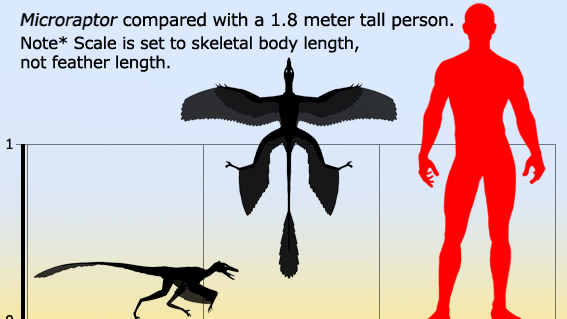 Microraptor compared with a 1.8 meter tall person.
Note* Scale is set to skeletal body length,
not feather length.
1
0